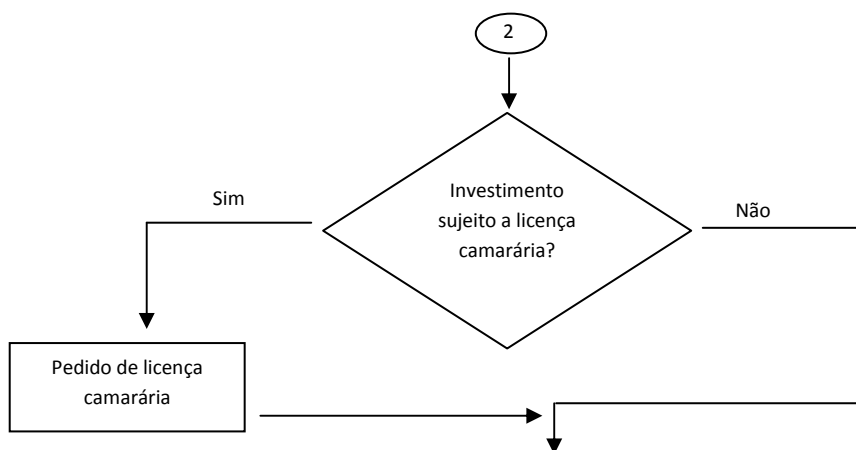 2
Investimento
sujeito a licença
camarária?
Sim
Não
Pedido de licença
camarária